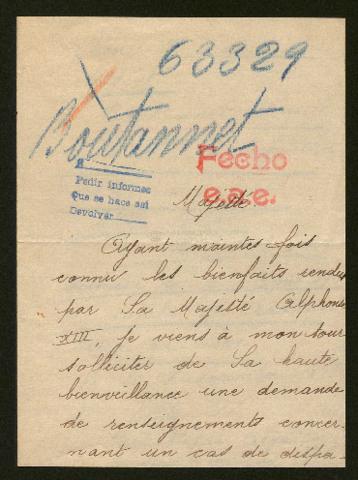 63329
Boutannet
Fecho
e.a.e.
a
Pedir informes
Que se hace así
Devolver
Majesté
Ayant maintes fois
connu les bienfaits rendus
par Sa Majesté Alphonse
XIII, je viens à mon tour
solliciter de Sa haute
bienveillance une demande
de renseignements concer-
nant un cas de dispa-